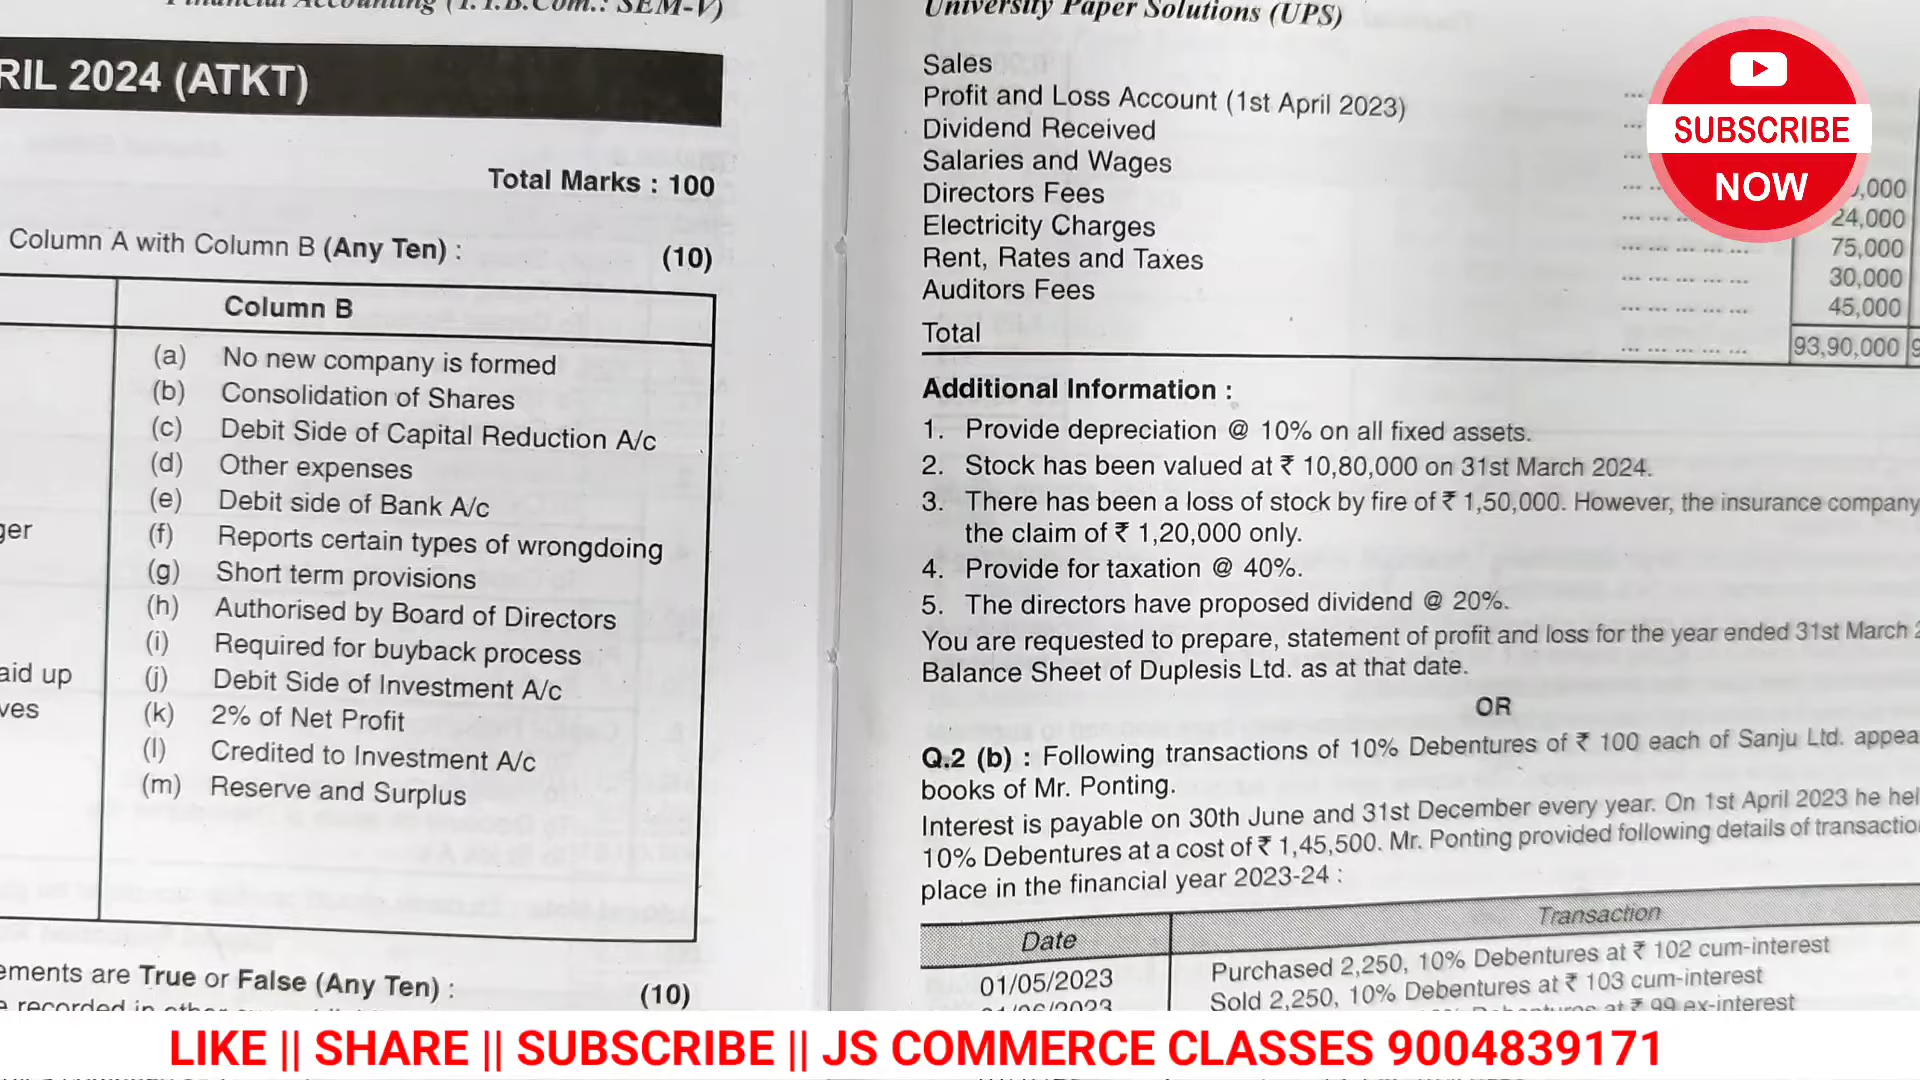 Financial Accounting (T.Y.B.Com.: SEM-V)
RIL 2024 (ATKT)
Total Marks : 100
Column A with Column B (Any Ten) :
(10)
Column B
(a) No new company is formed
(b) Consolidation of Shares
(c) Debit Side of Capital Reduction A/c
(d) Other expenses
(e) Debit side of Bank A/c
(f) Reports certain types of wrongdoing
(g) Short term provisions
(h) Authorised by Board of Directors
(i) Required for buyback process
(j) Debit Side of Investment A/c
(k) 2% of Net Profit
(l) Credited to Investment A/c
(m) Reserve and Surplus
ger
aid up
ves
ements are True or False (Any Ten) :
(10)
University Paper Solutions (UPS)
Sales
Profit and Loss Account (1st April 2023)
Dividend Received
Salaries and Wages
Directors Fees ,000
Electricity Charges 24,000
Rent, Rates and Taxes 75,000
Auditors Fees 30,000
45,000
Total 93,90,000
Additional Information :
1. Provide depreciation @ 10% on all fixed assets.
2. Stock has been valued at ₹ 10,80,000 on 31st March 2024.
3. There has been a loss of stock by fire of ₹ 1,50,000. However, the insurance company
the claim of ₹ 1,20,000 only.
4. Provide for taxation @ 40%.
5. The directors have proposed dividend @ 20%.
You are requested to prepare, statement of profit and loss for the year ended 31st March 2
Balance Sheet of Duplesis Ltd. as at that date.
OR
Q.2 (b) : Following transactions of 10% Debentures of ₹ 100 each of Sanju Ltd. appea
books of Mr. Ponting.
Interest is payable on 30th June and 31st December every year. On 1st April 2023 he hel
10% Debentures at a cost of ₹ 1,45,500. Mr. Ponting provided following details of transactio
place in the financial year 2023-24 :
Date Transaction
01/05/2023 Purchased 2,250, 10% Debentures at ₹ 102 cum-interest
Sold 2,250, 10% Debentures at ₹ 103 cum-interest
at ₹ 99 ex-interest
SUBSCRIBE
NOW
LIKE || SHARE || SUBSCRIBE || JS COMMERCE CLASSES 9004839171